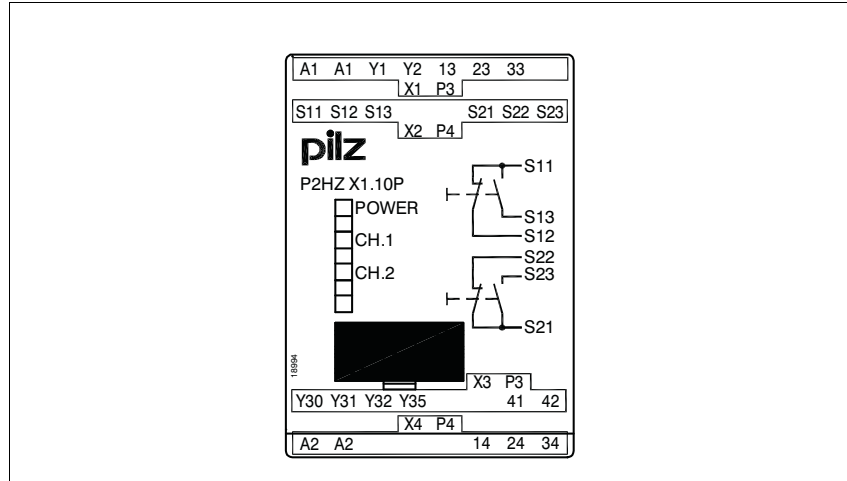 A1 A1 Y1 Y2 13 23 33
X1 P3
S11 S12 S13 S21 S22 S23
X2 P4
pilz
P2HZ X1.10P
POWER
CH.1
CH.2
S11
S13
S12
S22
S23
S21
18994
X3 P3
Y30 Y31 Y32 Y35 41 42
X4 P4
A2 A2 14 24 34